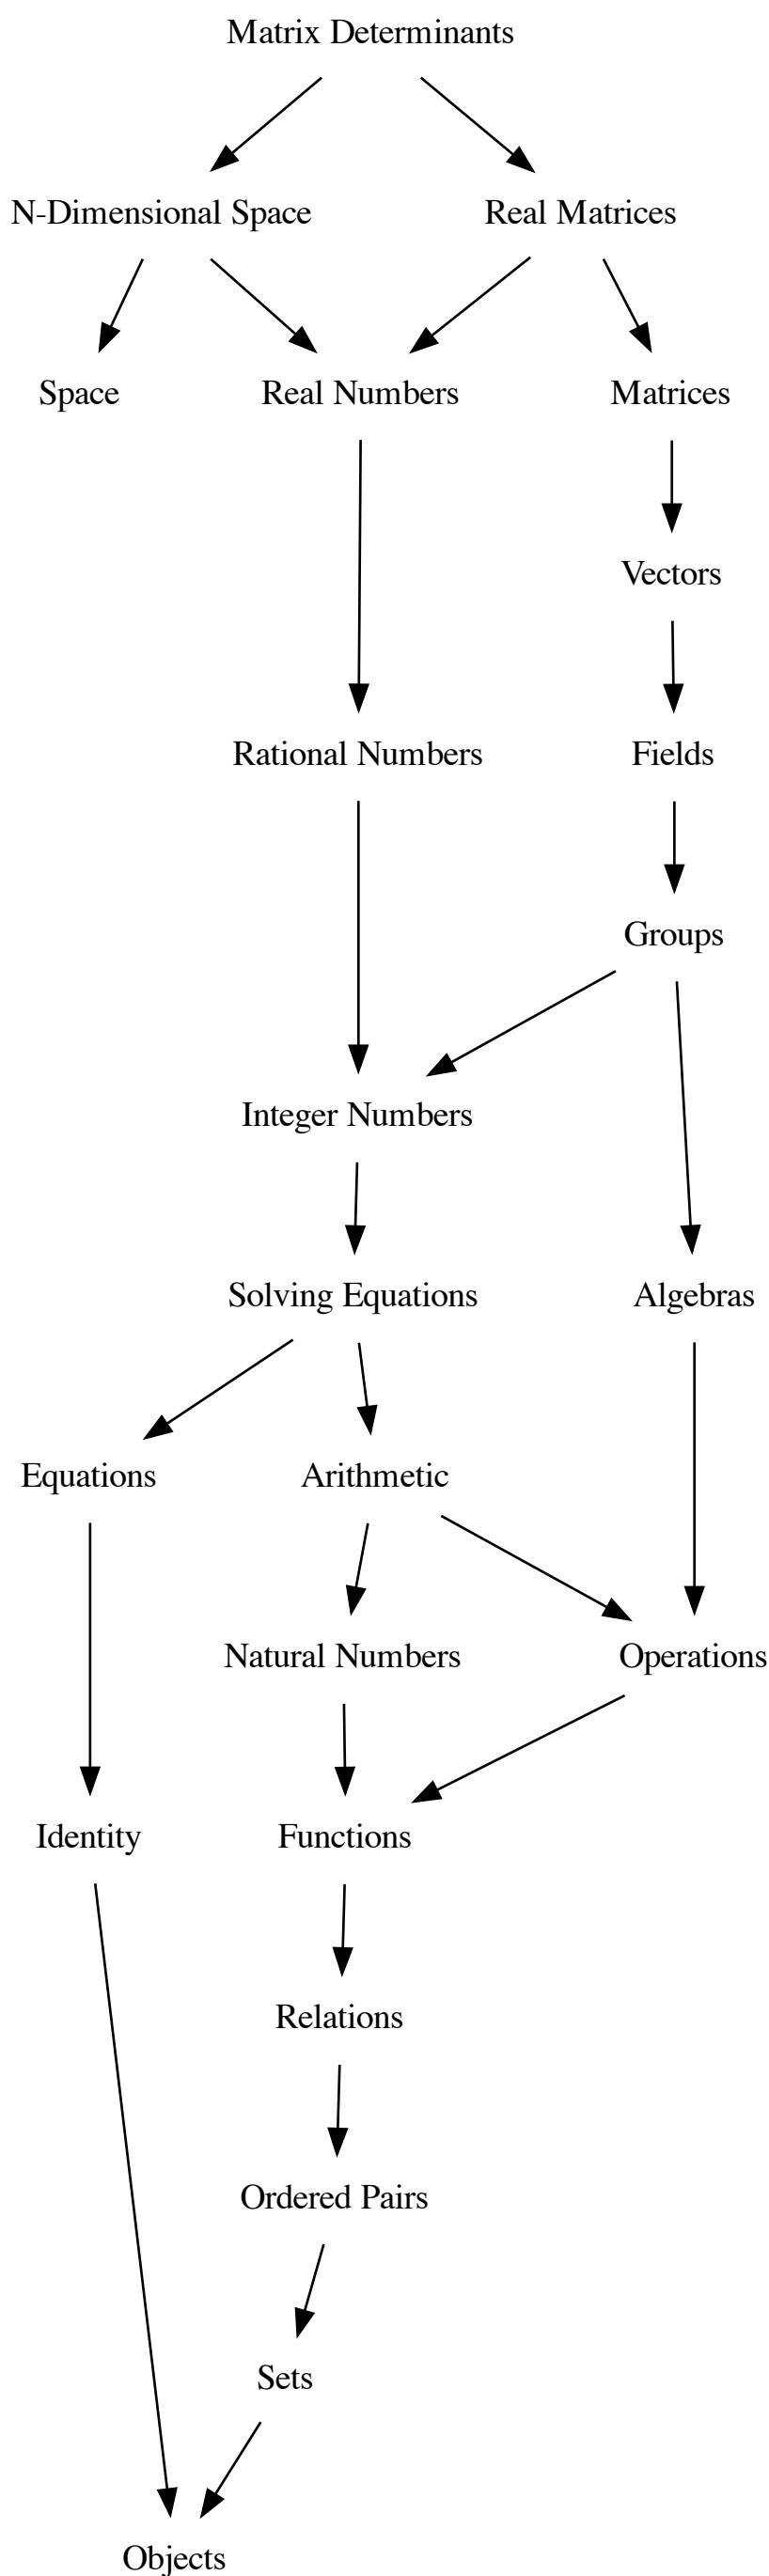 Matrix Determinants
N-Dimensional Space
Real Matrices
Space
Real Numbers
Matrices
Vectors
Rational Numbers
Fields
Groups
Integer Numbers
Solving Equations
Algebras
Equations
Arithmetic
Natural Numbers
Operations
Identity
Functions
Relations
Ordered Pairs
Sets
Objects